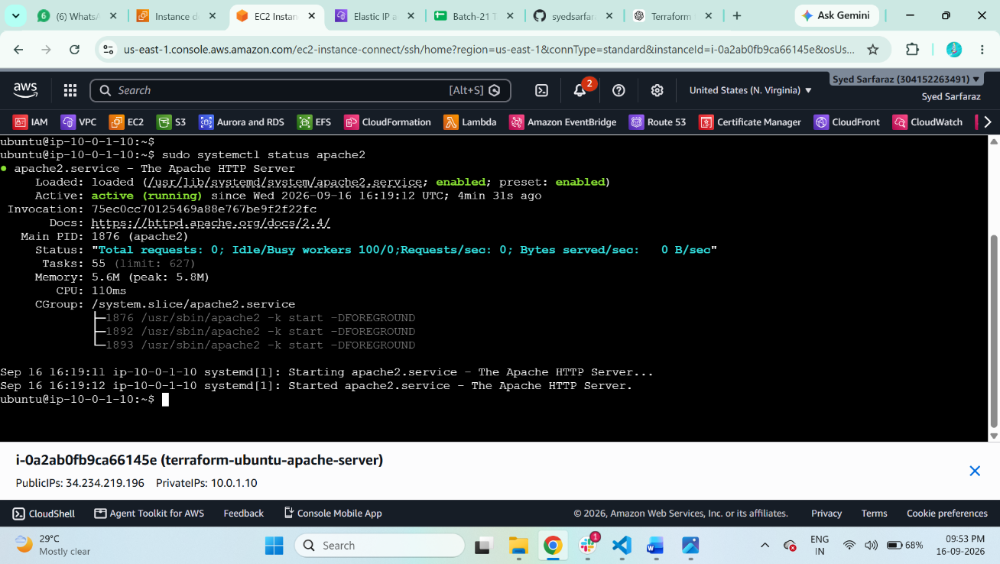 (6) WhatsA
Instance d
EC2 Instan
Elastic IP a
Batch-21 T
syedsarfar
Terraform
Ask Gemini
us-east-1.console.aws.amazon.com/ec2-instance-connect/ssh/home?region=us-east-1&connType=standard&instanceId=i-0a2ab0fb9ca66145e&osUs...
aws
Search
[Alt+S]
2
United States (N. Virginia)
Syed Sarfaraz (304152263491)
Syed Sarfaraz
IAM
VPC
EC2
S3
Aurora and RDS
EFS
CloudFormation
Lambda
Amazon EventBridge
Route 53
Certificate Manager
CloudFront
CloudWatch
ubuntu@ip-10-0-1-10:~$
ubuntu@ip-10-0-1-10:~$ sudo systemctl status apache2
● apache2.service - The Apache HTTP Server
Loaded: loaded (/usr/lib/systemd/system/apache2.service; enabled; preset: enabled)
Active: active (running) since Wed 2026-09-16 16:19:12 UTC; 4min 31s ago
Invocation: 75ec0cc70125469a88e767be9f2f22fc
Docs: https://httpd.apache.org/docs/2.4/
Main PID: 1876 (apache2)
Status: "Total requests: 0; Idle/Busy workers 100/0;Requests/sec: 0; Bytes served/sec:   0 B/sec"
Tasks: 55 (limit: 627)
Memory: 5.6M (peak: 5.8M)
CPU: 110ms
CGroup: /system.slice/apache2.service
├─1876 /usr/sbin/apache2 -k start -DFOREGROUND
├─1892 /usr/sbin/apache2 -k start -DFOREGROUND
└─1893 /usr/sbin/apache2 -k start -DFOREGROUND
Sep 16 16:19:11 ip-10-0-1-10 systemd[1]: Starting apache2.service - The Apache HTTP Server...
Sep 16 16:19:12 ip-10-0-1-10 systemd[1]: Started apache2.service - The Apache HTTP Server.
ubuntu@ip-10-0-1-10:~$
i-0a2ab0fb9ca66145e (terraform-ubuntu-apache-server)
PublicIPs: 34.234.219.196 PrivateIPs: 10.0.1.10
CloudShell
Agent Toolkit for AWS
Feedback
Console Mobile App
© 2026, Amazon Web Services, Inc. or its affiliates.
Privacy
Terms
Cookie preferences
29°C
Mostly clear
Search
1
ENG
IN
68%
09:53 PM
16-09-2026